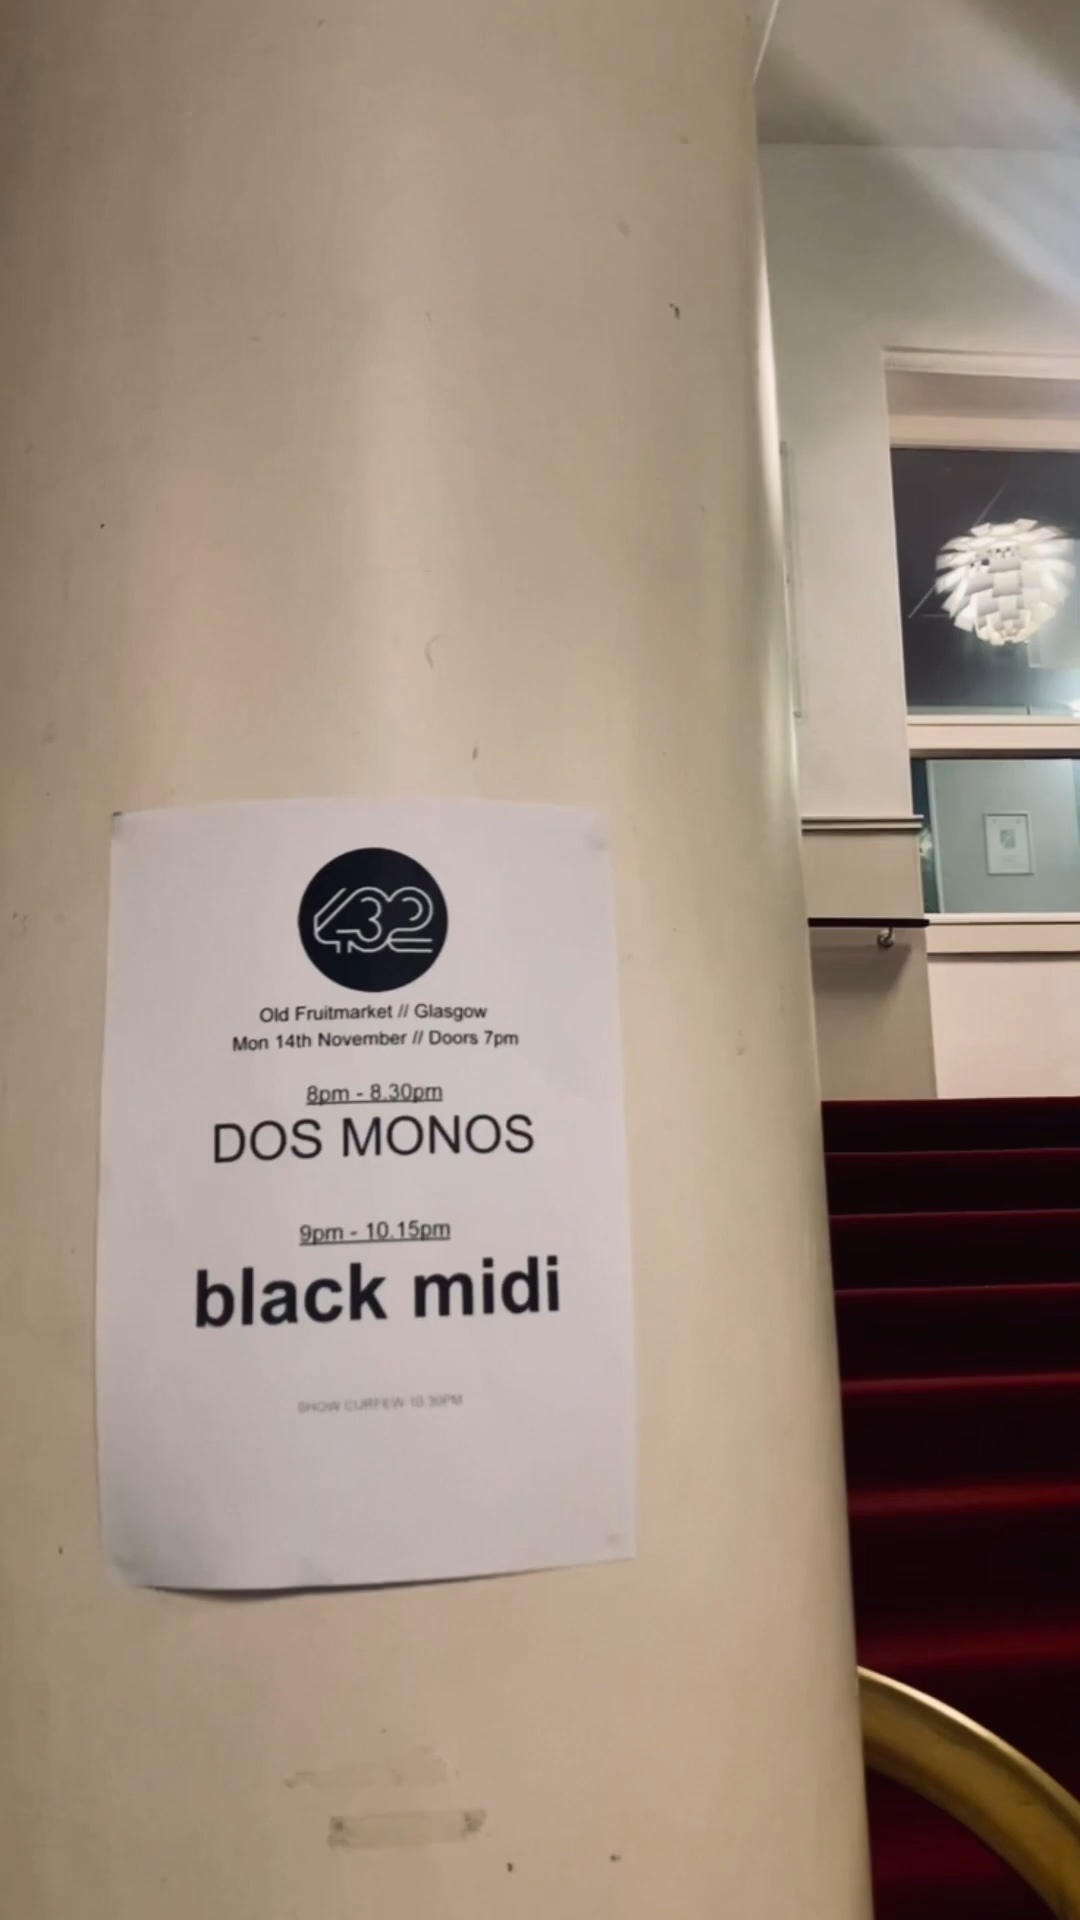 432
Old Fruitmarket // Glasgow
Mon 14th November // Doors 7pm
8pm - 8.30pm
DOS MONOS
9pm - 10.15pm
black midi
SHOW CURFEW 10.30PM